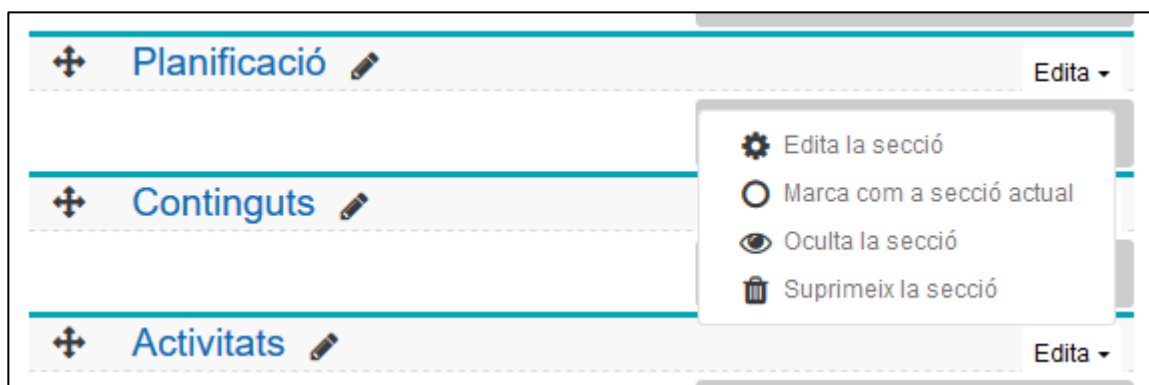 Planificació
Edita
Edita la secció
Continguts
Marca com a secció actual
Oculta la secció
Suprimeix la secció
Activitats
Edita